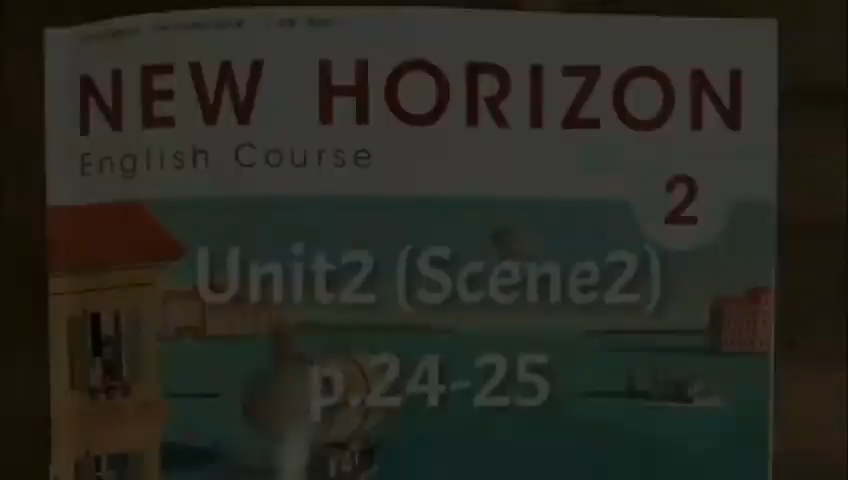 NEW HORIZON
English Course
2
Unit2 (Scene2)
p.24-25